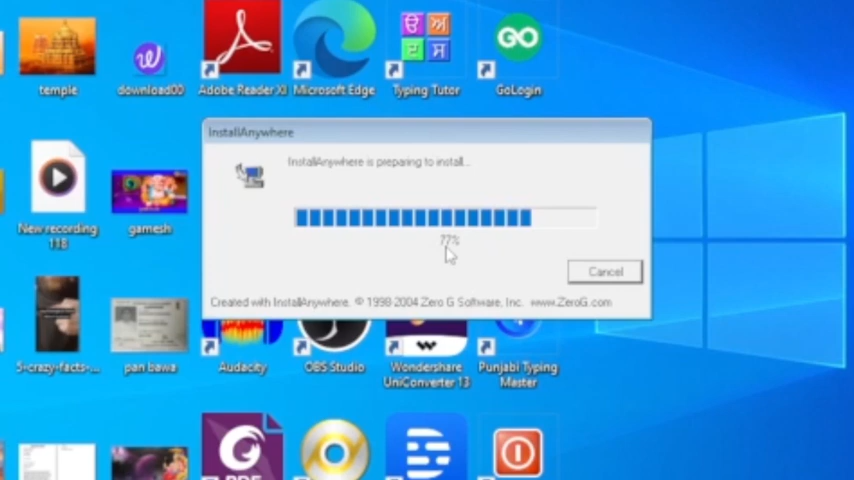 ੳ ਅ
ੲ ਸ
GO
temple
download00
Adobe Reader XI
Microsoft Edge
Typing Tutor
GoLogin
InstallAnywhere
InstallAnywhere is preparing to install...
77%
Cancel
Created with InstallAnywhere. © 1998-2004 Zero G Software, Inc. www.ZeroG.com
New recording
118
gamesh
5-crazy-facts-...
pan bawa
Audacity
OBS Studio
Wondershare
UniConverter 13
Punjabi Typing
Master
PDF